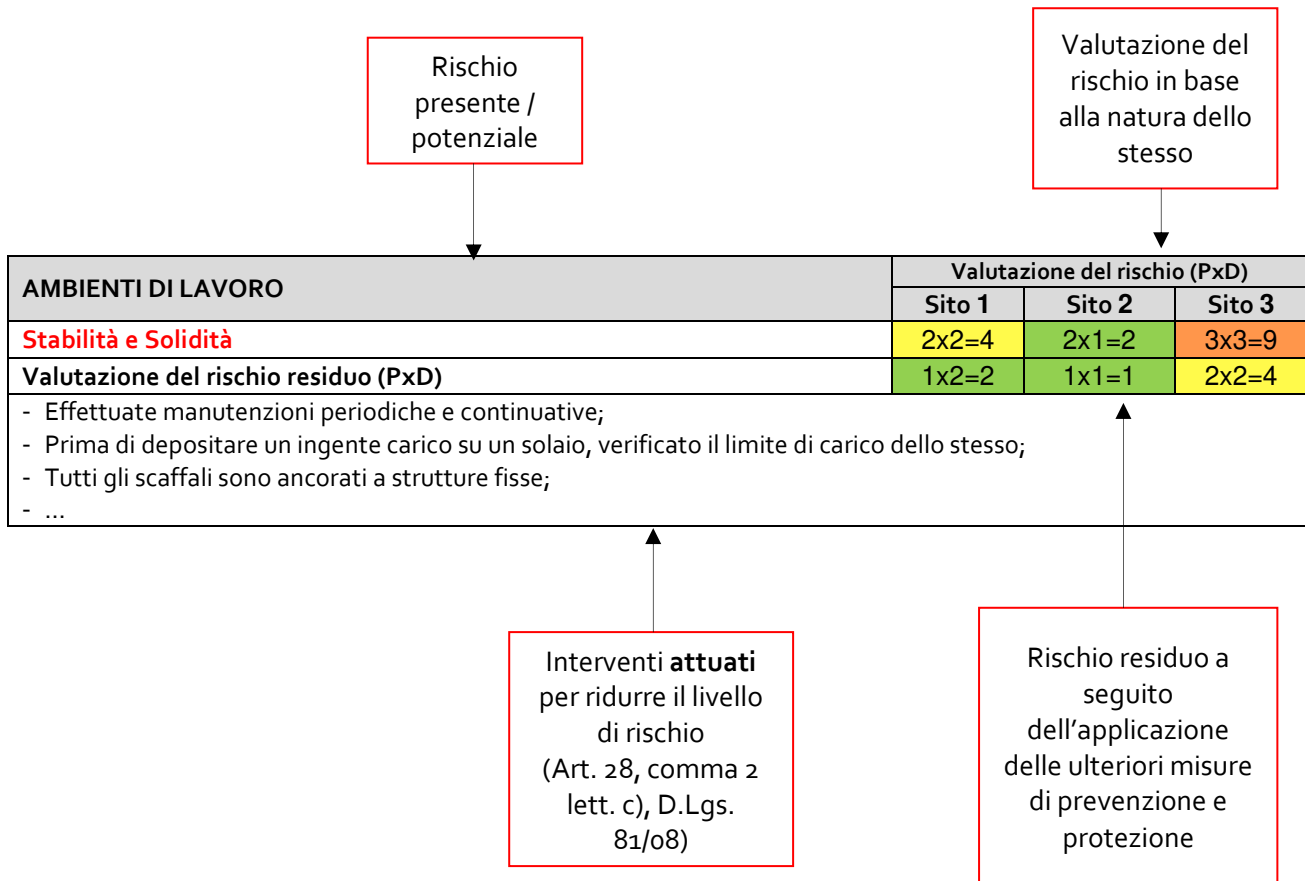 Rischio
presente /
potenziale
Valutazione del
rischio in base
alla natura dello
stesso
AMBIENTI DI LAVORO
Valutazione del rischio (PxD)
Sito 1
Sito 2
Sito 3
Stabilità e Solidità
2x2=4
2x1=2
3x3=9
Valutazione del rischio residuo (PxD)
1x2=2
1x1=1
2x2=4
- Effettuate manutenzioni periodiche e continuative;
- Prima di depositare un ingente carico su un solaio, verificato il limite di carico dello stesso;
- Tutti gli scaffali sono ancorati a strutture fisse;
- ...
Interventi attuati
per ridurre il livello
di rischio
(Art. 28, comma 2
lett. c), D.Lgs.
81/08)
Rischio residuo a
seguito
dell’applicazione
delle ulteriori misure
di prevenzione e
protezione